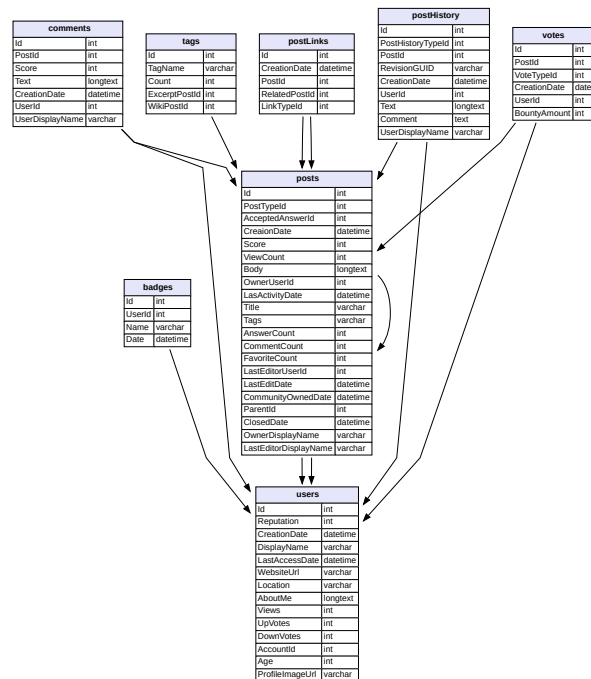 comments
Id int
PostId int
Score int
Text longtext
CreationDate datetime
UserId int
UserDisplayName varchar
tags
Id int
TagName varchar
Count int
ExcerptPostId int
WikiPostId int
postLinks
Id int
CreationDate datetime
PostId int
RelatedPostId int
LinkTypeId int
postHistory
Id int
PostHistoryTypeId int
PostId int
RevisionGUID varchar
CreationDate datetime
UserId int
Text longtext
Comment text
UserDisplayName varchar
votes
Id int
PostId int
VoteTypeId int
CreationDate date
UserId int
BountyAmount int
posts
Id int
PostTypeId int
AcceptedAnswerId int
CreaionDate datetime
Score int
ViewCount int
Body longtext
OwnerUserId int
LasActivityDate datetime
Title varchar
Tags varchar
AnswerCount int
CommentCount int
FavoriteCount int
LastEditorUserId int
LastEditDate datetime
CommunityOwnedDate datetime
ParentId int
ClosedDate datetime
OwnerDisplayName varchar
LastEditorDisplayName varchar
badges
Id int
UserId int
Name varchar
Date datetime
users
Id int
Reputation int
CreationDate datetime
DisplayName varchar
LastAccessDate datetime
WebsiteUrl varchar
Location varchar
AboutMe longtext
Views int
UpVotes int
DownVotes int
AccountId int
Age int
ProfileImageUrl varchar